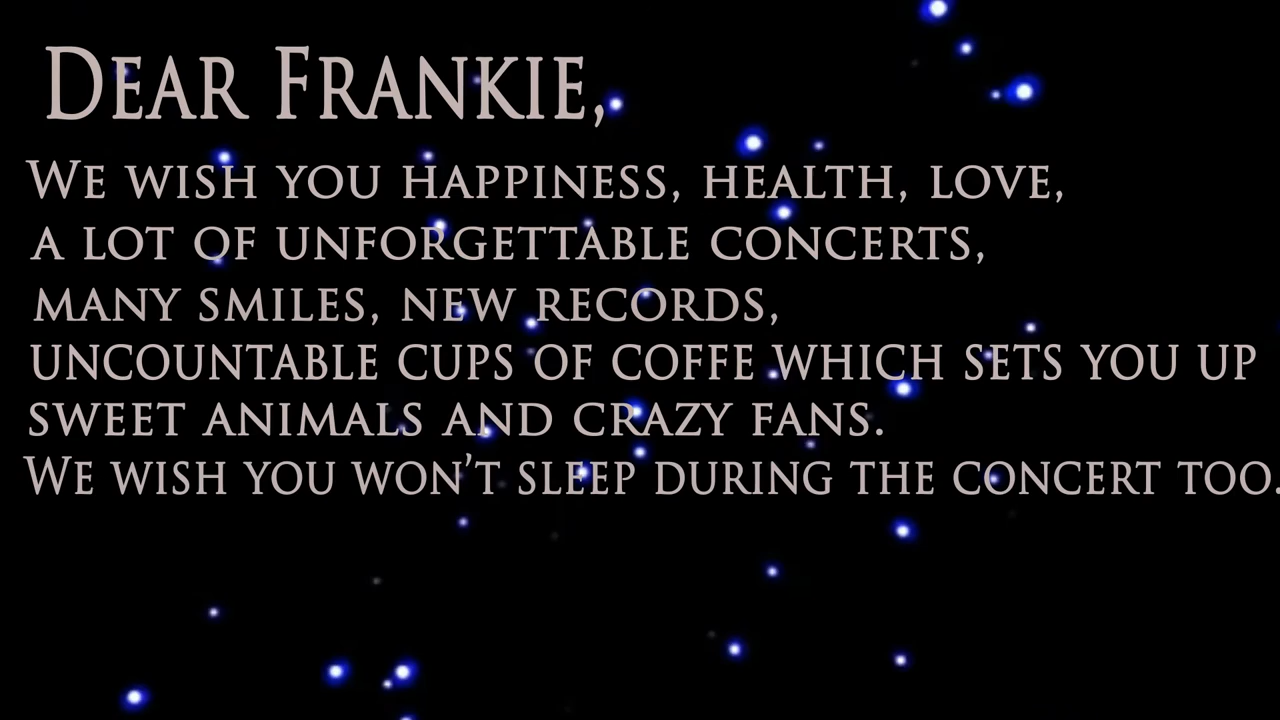 Dear Frankie,
We wish you happiness, health, love,
a lot of unforgettable concerts,
many smiles, new records,
uncountable cups of coffe which sets you up
sweet animals and crazy fans.
We wish you won't sleep during the concert too.